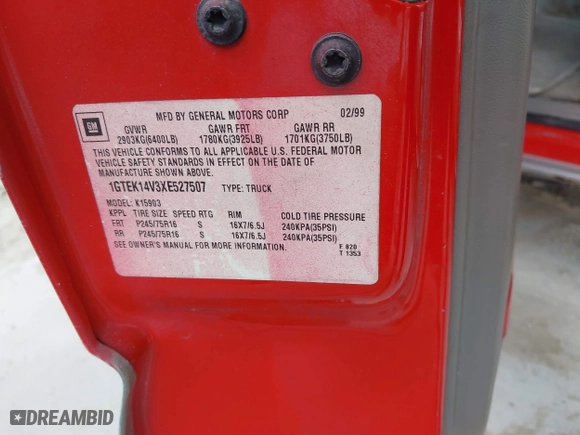 MFD BY GENERAL MOTORS CORP 02/99
GM
GVWR GAWR FRT GAWR RR
2903KG(6400LB) 1780KG(3925LB) 1701KG(3750LB)
THIS VEHICLE CONFORMS TO ALL APPLICABLE U.S. FEDERAL MOTOR
VEHICLE SAFETY STANDARDS IN EFFECT ON THE DATE OF
MANUFACTURE SHOWN ABOVE.
1GTEK14V3XE527507 TYPE: TRUCK
MODEL: K15903
KPPL TIRE SIZE SPEED RTG RIM COLD TIRE PRESSURE
FRT P245/75R16 S 16X7/6.5J 240KPA(35PSI)
RR P245/75R16 S 16X7/6.5J 240KPA(35PSI)
SEE OWNER'S MANUAL FOR MORE INFORMATION.
F 820
T 1353
DREAMBID